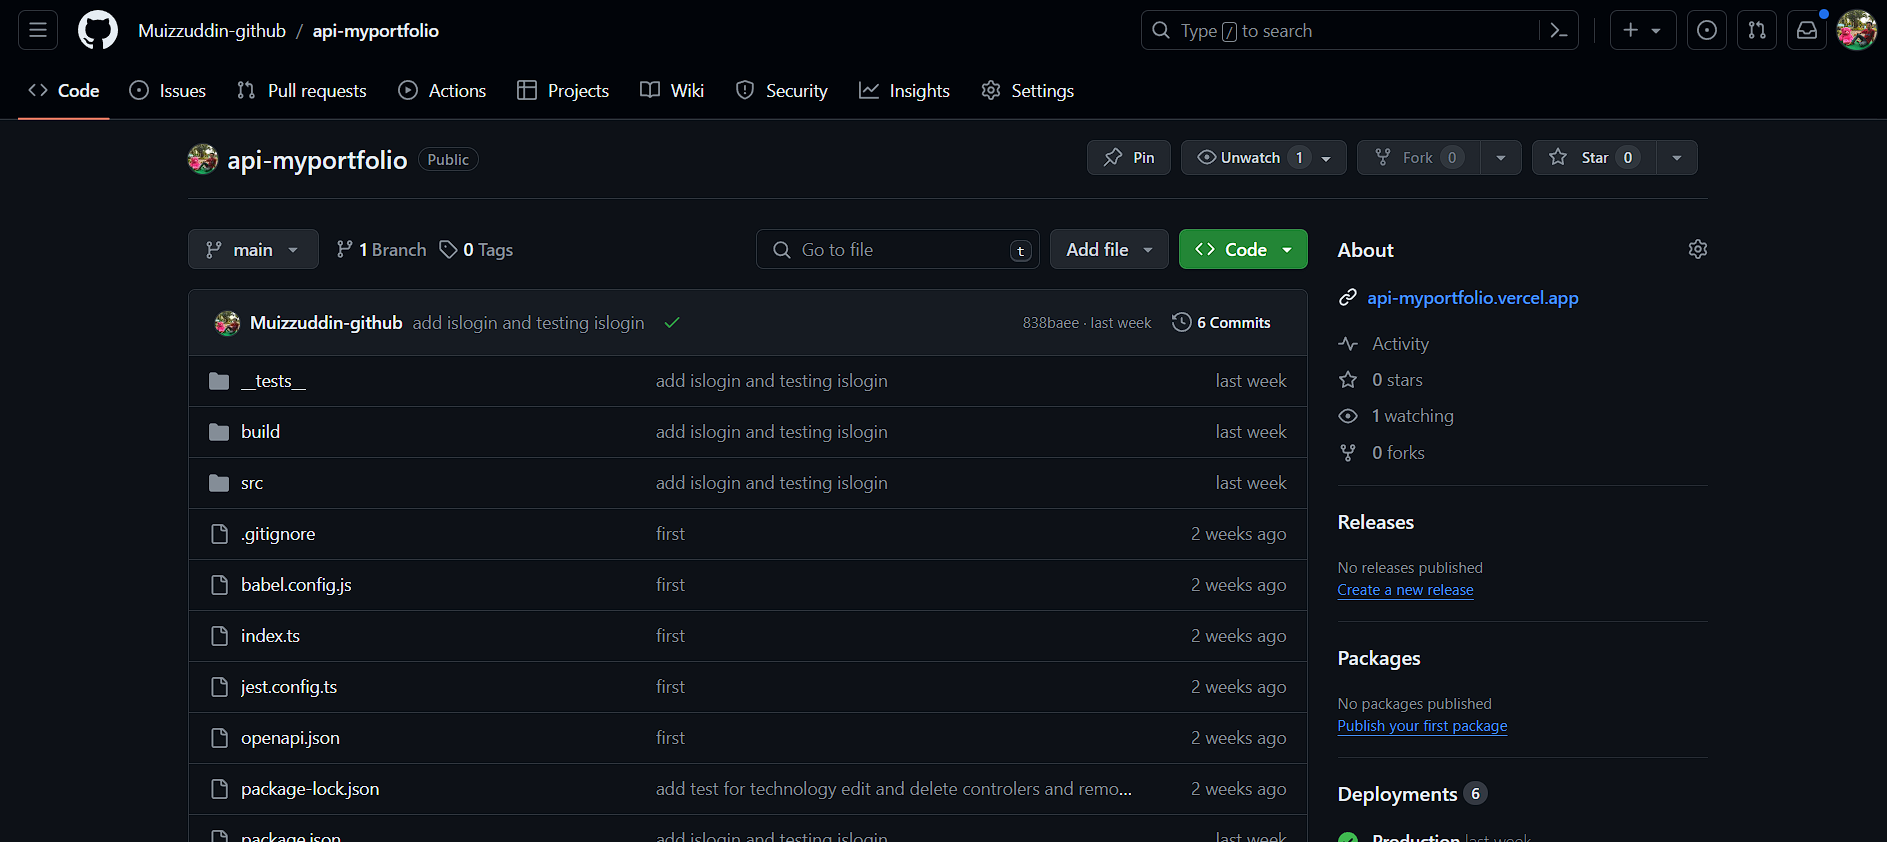 Muizzuddin-github / api-myportfolio
Type / to search
Code Issues Pull requests Actions Projects Wiki Security Insights Settings
api-myportfolio Public
Pin Unwatch 1 Fork 0 Star 0
main 1 Branch 0 Tags
Go to file t Add file Code
Muizzuddin-github add islogin and testing islogin 838baee · last week 6 Commits
__tests__ add islogin and testing islogin last week
build add islogin and testing islogin last week
src add islogin and testing islogin last week
.gitignore first 2 weeks ago
babel.config.js first 2 weeks ago
index.ts first 2 weeks ago
jest.config.ts first 2 weeks ago
openapi.json first 2 weeks ago
package-lock.json add test for technology edit and delete controlers and remo... 2 weeks ago
package.json add islogin and testing islogin last week
About
api-myportfolio.vercel.app
Activity
0 stars
1 watching
0 forks
Releases
No releases published
Create a new release
Packages
No packages published
Publish your first package
Deployments 6
Production last week